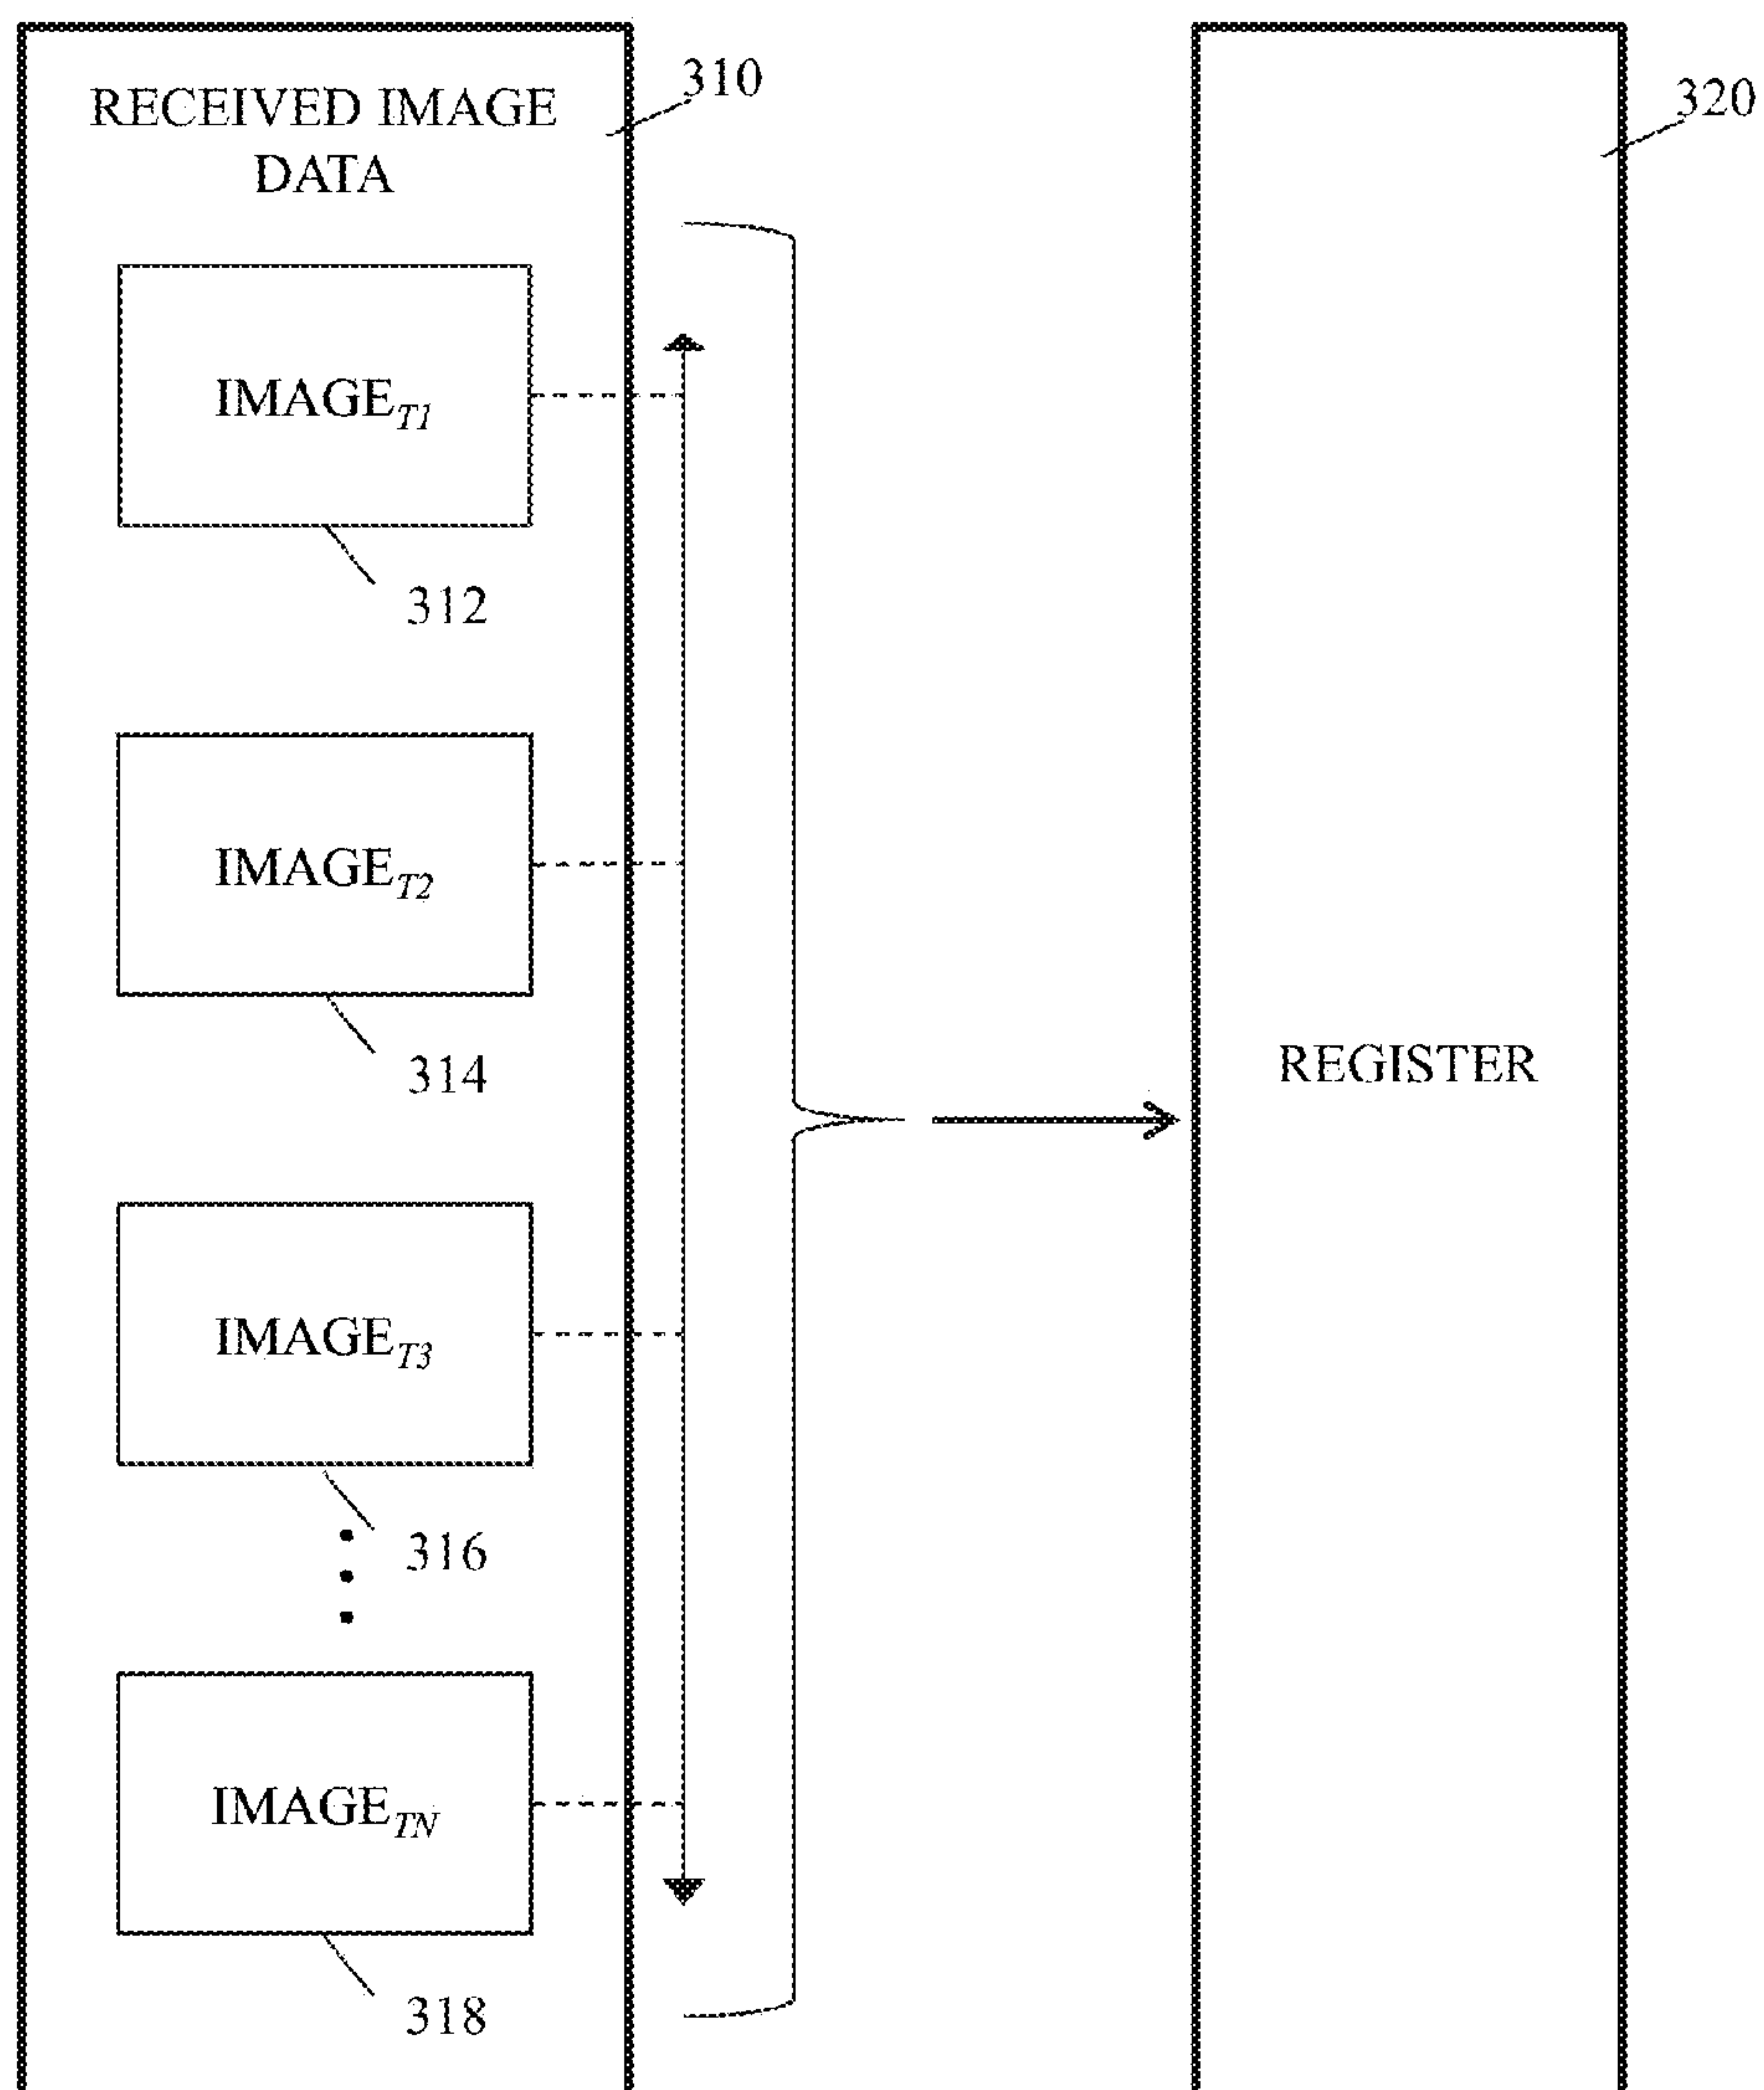 RECEIVED IMAGE
DATA
310
320
IMAGE_T1
312
IMAGE_T2
314
REGISTER
IMAGE_T3
316
IMAGE_TN
318